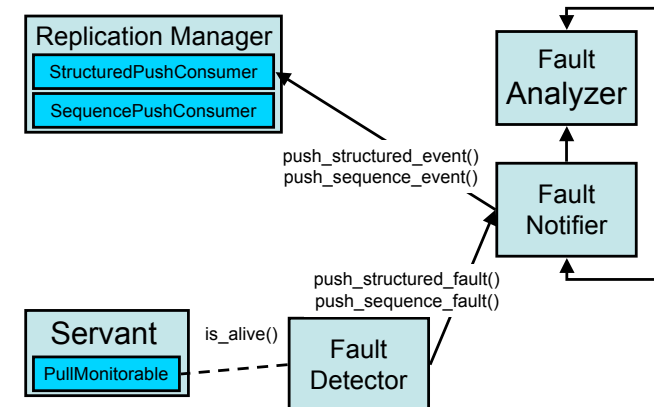 Replication Manager
StructuredPushConsumer
SequencePushConsumer
Fault
Analyzer
push_structured_event()
push_sequence_event()
Fault
Notifier
push_structured_fault()
push_sequence_fault()
Servant
PullMonitorable
is_alive()
Fault
Detector